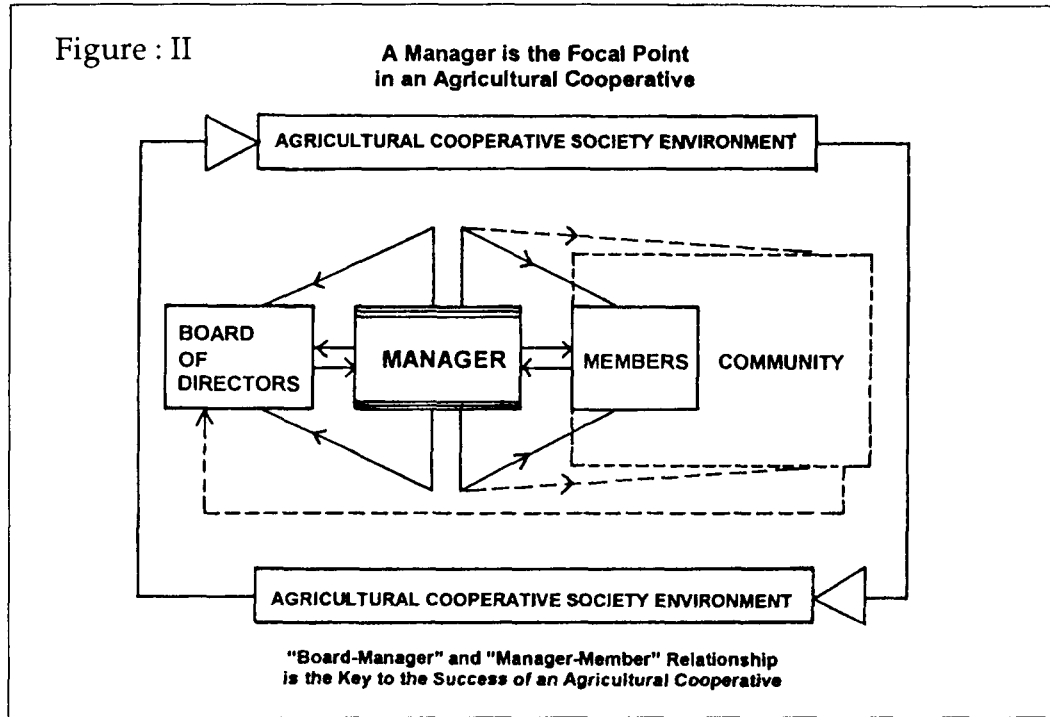 Figure : II
A Manager is the Focal Point
in an Agricultural Cooperative
AGRICULTURAL COOPERATIVE SOCIETY ENVIRONMENT
BOARD
OF
DIRECTORS
MANAGER
MEMBERS
COMMUNITY
AGRICULTURAL COOPERATIVE SOCIETY ENVIRONMENT
"Board-Manager" and "Manager-Member" Relationship
is the Key to the Success of an Agricultural Cooperative